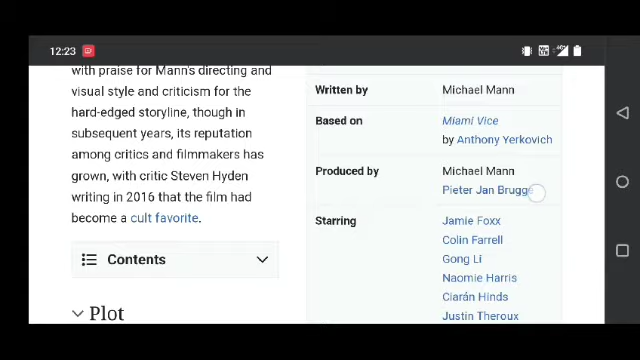 12:23
with praise for Mann's directing and
visual style and criticism for the
hard-edged storyline, though in
subsequent years, its reputation
among critics and filmmakers has
grown, with critic Steven Hyden
writing in 2016 that the film had
become a cult favorite.
Contents
Plot
Written by Michael Mann
Based on Miami Vice
by Anthony Yerkovich
Produced by Michael Mann
Pieter Jan Brugge
Starring Jamie Foxx
Colin Farrell
Gong Li
Naomie Harris
Ciarán Hinds
Justin Theroux